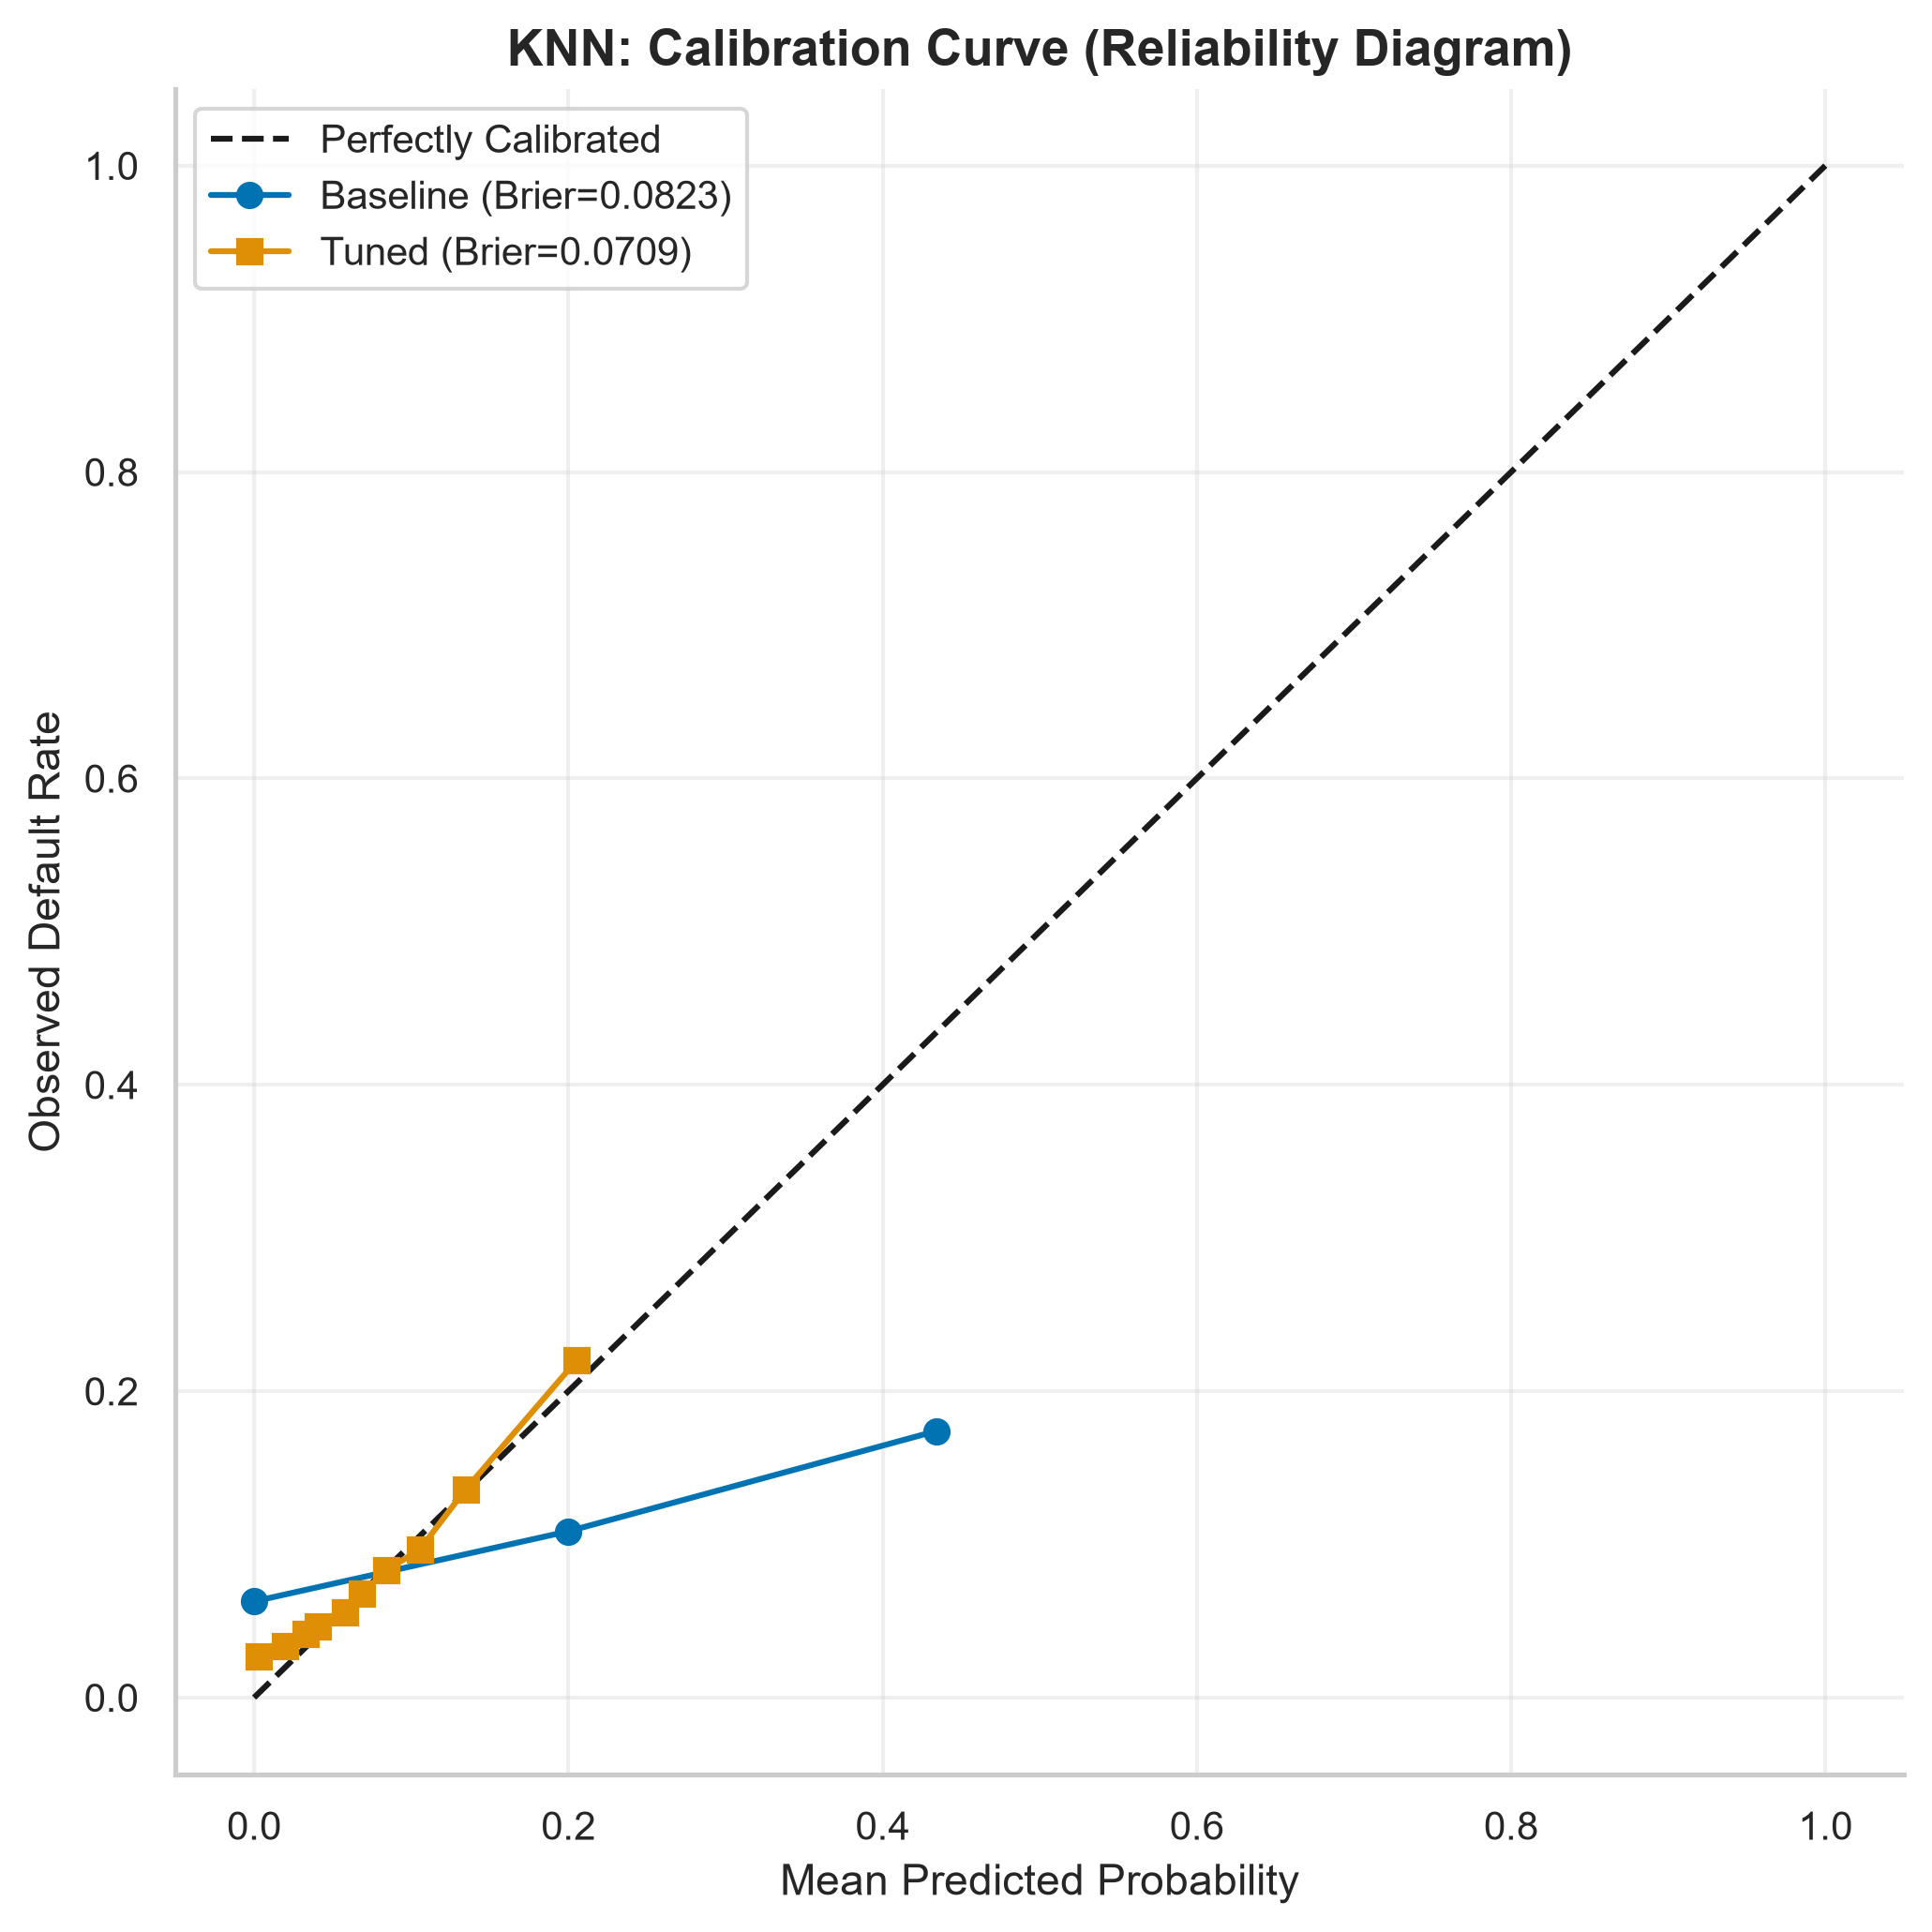 KNN: Calibration Curve (Reliability Diagram)
Perfectly Calibrated
Baseline (Brier=0.0823)
Tuned (Brier=0.0709)
1.0
0.8
0.6
0.4
0.2
0.0
Observed Default Rate
0.0 0.2 0.4 0.6 0.8 1.0
Mean Predicted Probability